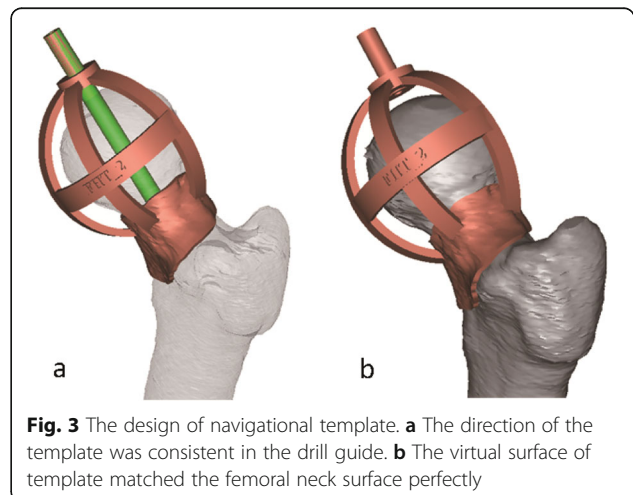 a
b
Fig. 3 The design of navigational template. a The direction of the
template was consistent in the drill guide. b The virtual surface of
template matched the femoral neck surface perfectly